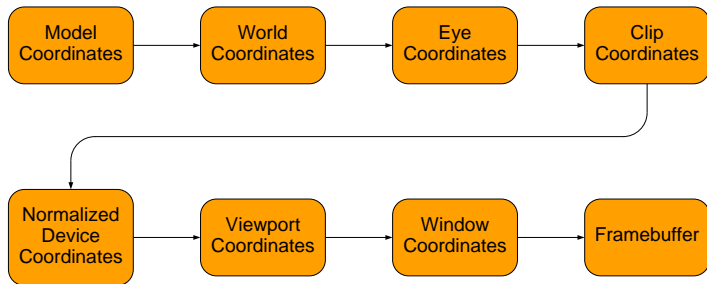 Model
Coordinates
World
Coordinates
Eye
Coordinates
Clip
Coordinates
Normalized
Device
Coordinates
Viewport
Coordinates
Window
Coordinates
Framebuffer